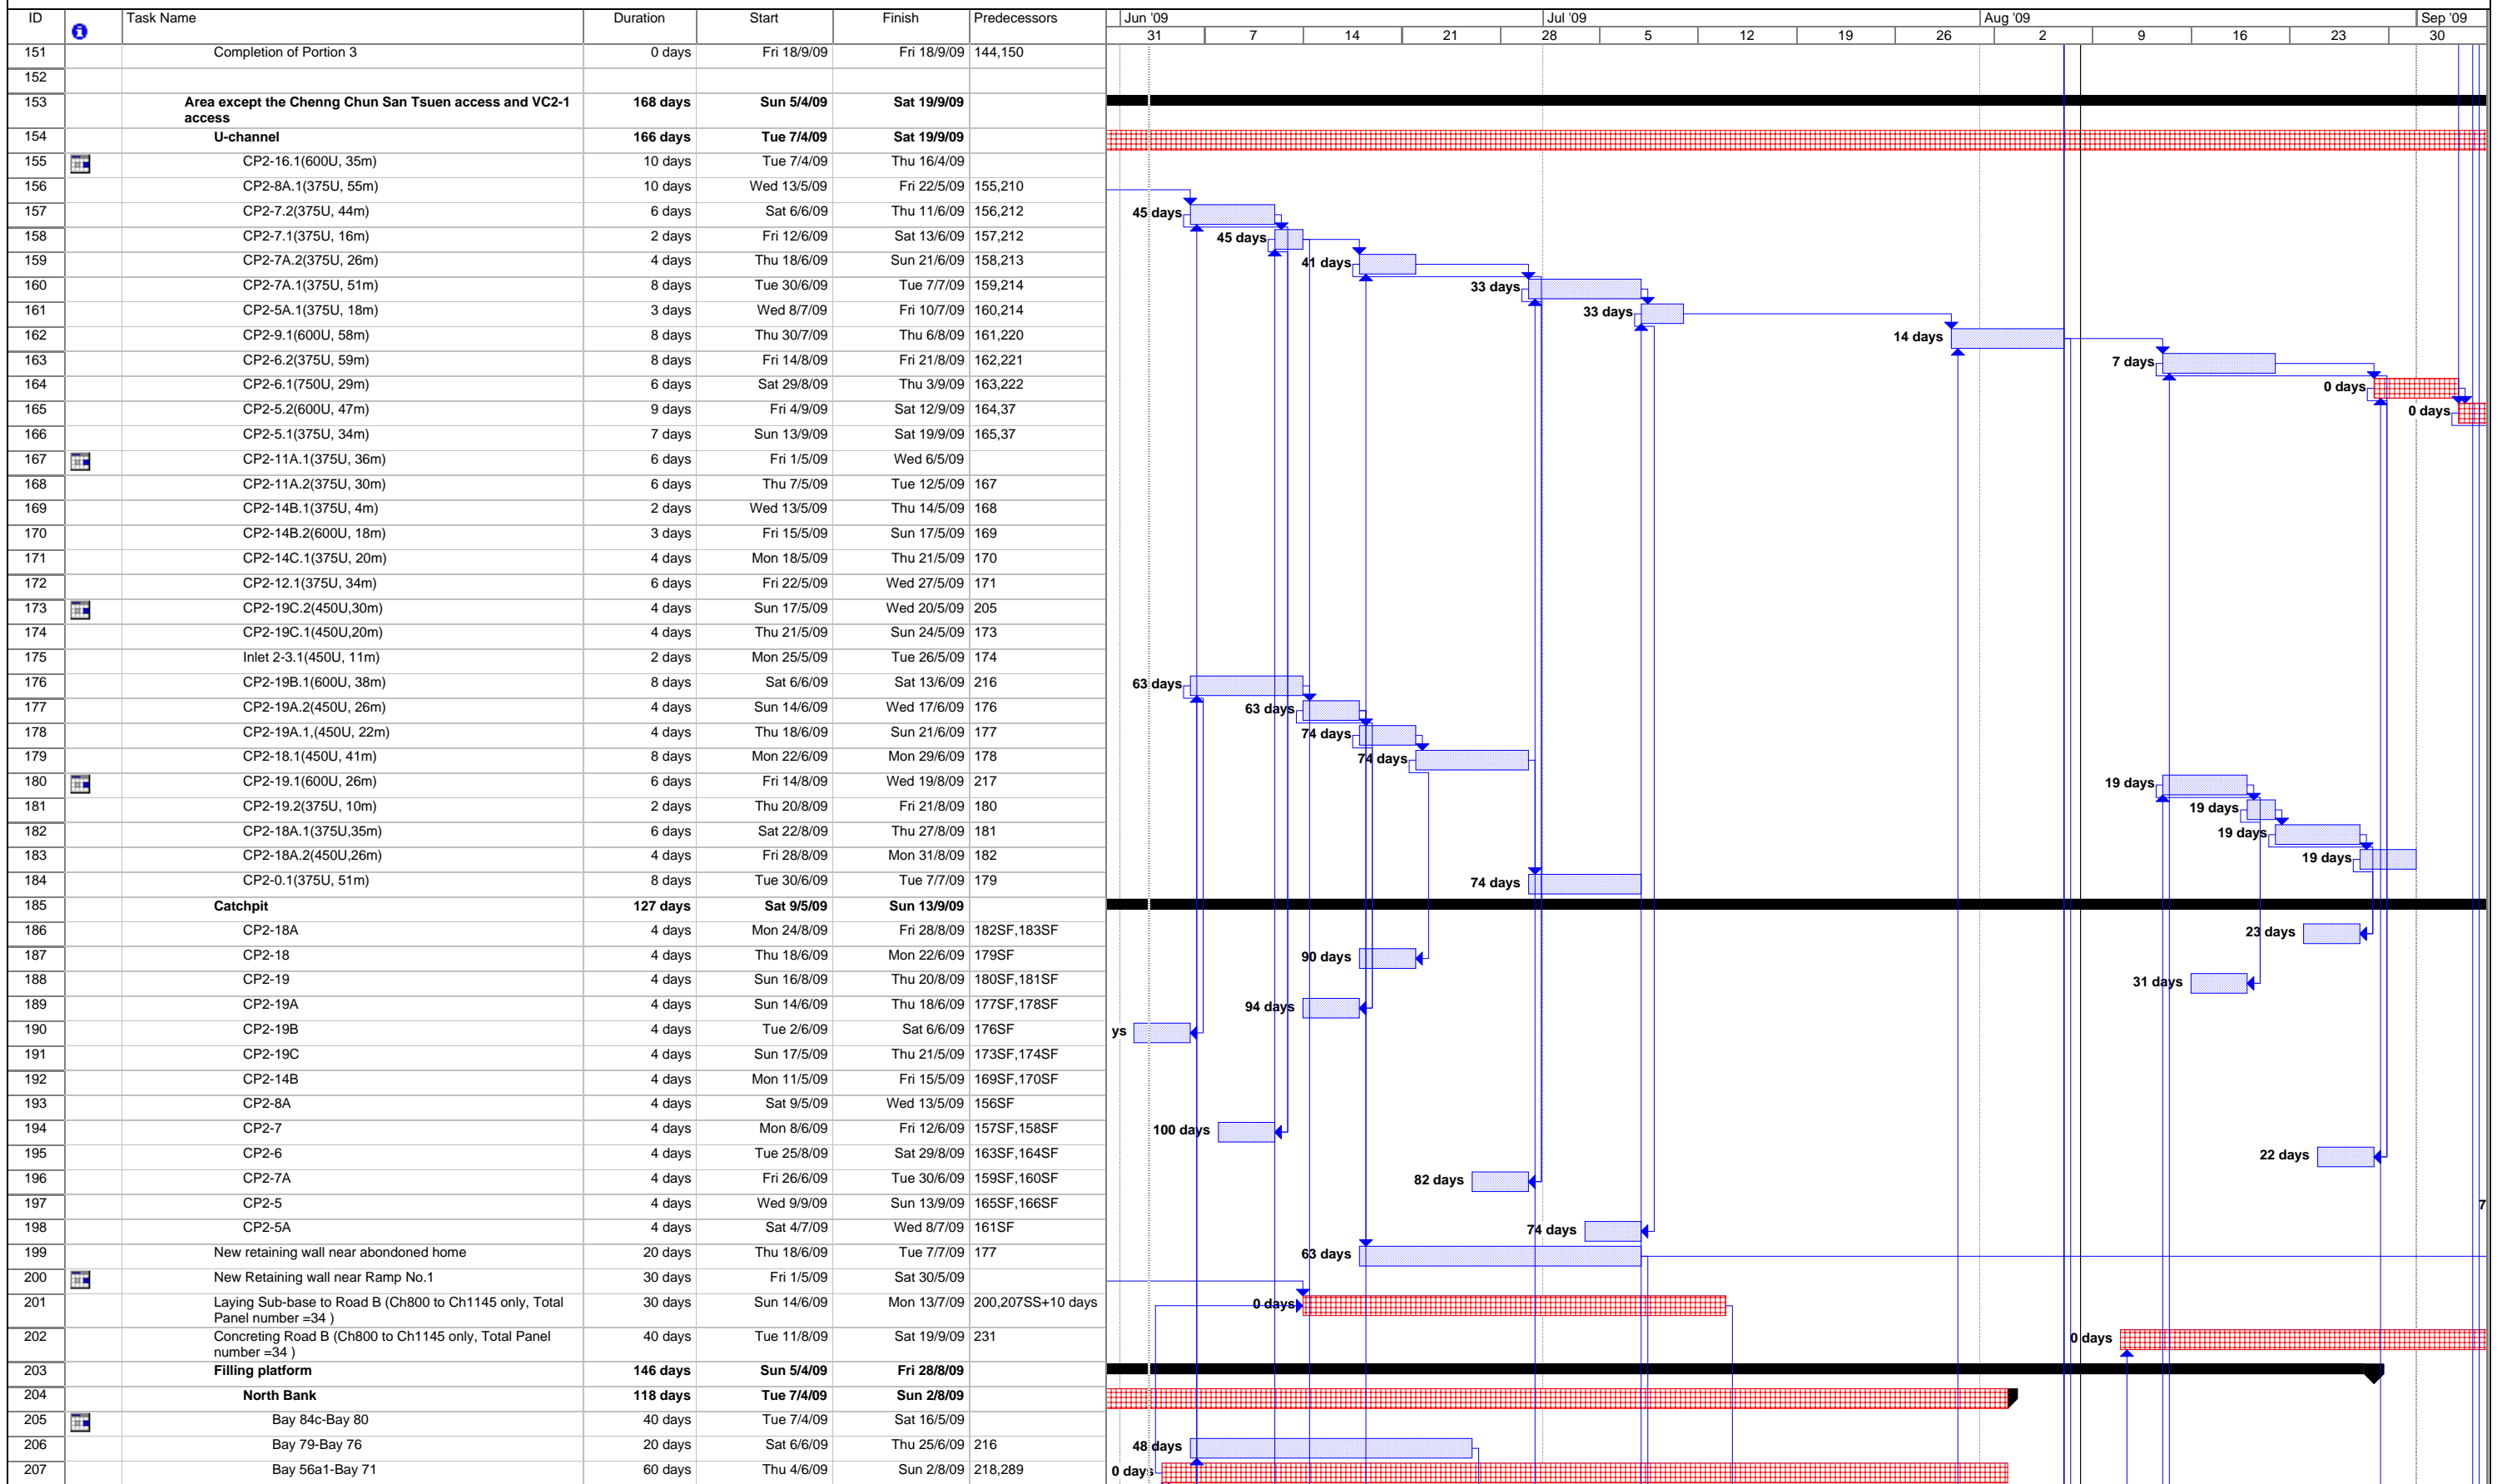 ID Task Name Duration Start Finish Predecessors Jun '09 Jul '09 Aug '09 Sep '09
31 7 14 21 28 5 12 19 26 2 9 16 23 30
151 Completion of Portion 3 0 days Fri 18/9/09 Fri 18/9/09 144,150
152
153 Area except the Chenng Chun San Tsuen access and VC2-1 access 168 days Sun 5/4/09 Sat 19/9/09
154 U-channel 166 days Tue 7/4/09 Sat 19/9/09
155 CP2-16.1(600U, 35m) 10 days Tue 7/4/09 Thu 16/4/09
156 CP2-8A.1(375U, 55m) 10 days Wed 13/5/09 Fri 22/5/09 155,210
157 CP2-7.2(375U, 44m) 6 days Sat 6/6/09 Thu 11/6/09 156,212 45 days
158 CP2-7.1(375U, 16m) 2 days Fri 12/6/09 Sat 13/6/09 157,212 45 days
159 CP2-7A.2(375U, 26m) 4 days Thu 18/6/09 Sun 21/6/09 158,213 41 days
160 CP2-7A.1(375U, 51m) 8 days Tue 30/6/09 Tue 7/7/09 159,214 33 days
161 CP2-5A.1(375U, 18m) 3 days Wed 8/7/09 Fri 10/7/09 160,214 33 days
162 CP2-9.1(600U, 58m) 8 days Thu 30/7/09 Thu 6/8/09 161,220 14 days
163 CP2-6.2(375U, 59m) 8 days Fri 14/8/09 Fri 21/8/09 162,221 7 days
164 CP2-6.1(750U, 29m) 6 days Sat 29/8/09 Thu 3/9/09 163,222 0 days
165 CP2-5.2(600U, 47m) 9 days Fri 4/9/09 Sat 12/9/09 164,37 0 days
166 CP2-5.1(375U, 34m) 7 days Sun 13/9/09 Sat 19/9/09 165,37
167 CP2-11A.1(375U, 36m) 6 days Fri 1/5/09 Wed 6/5/09
168 CP2-11A.2(375U, 30m) 6 days Thu 7/5/09 Tue 12/5/09 167
169 CP2-14B.1(375U, 4m) 2 days Wed 13/5/09 Thu 14/5/09 168
170 CP2-14B.2(600U, 18m) 3 days Fri 15/5/09 Sun 17/5/09 169
171 CP2-14C.1(375U, 20m) 4 days Mon 18/5/09 Thu 21/5/09 170
172 CP2-12.1(375U, 34m) 6 days Fri 22/5/09 Wed 27/5/09 171
173 CP2-19C.2(450U,30m) 4 days Sun 17/5/09 Wed 20/5/09 205
174 CP2-19C.1(450U,20m) 4 days Thu 21/5/09 Sun 24/5/09 173
175 Inlet 2-3.1(450U, 11m) 2 days Mon 25/5/09 Tue 26/5/09 174
176 CP2-19B.1(600U, 38m) 8 days Sat 6/6/09 Sat 13/6/09 216 63 days
177 CP2-19A.2(450U, 26m) 4 days Sun 14/6/09 Wed 17/6/09 176 63 days
178 CP2-19A.1,(450U, 22m) 4 days Thu 18/6/09 Sun 21/6/09 177 74 days
179 CP2-18.1(450U, 41m) 8 days Mon 22/6/09 Mon 29/6/09 178 74 days
180 CP2-19.1(600U, 26m) 6 days Fri 14/8/09 Wed 19/8/09 217 19 days
181 CP2-19.2(375U, 10m) 2 days Thu 20/8/09 Fri 21/8/09 180 19 days
182 CP2-18A.1(375U,35m) 6 days Sat 22/8/09 Thu 27/8/09 181 19 days
183 CP2-18A.2(450U,26m) 4 days Fri 28/8/09 Mon 31/8/09 182 19 days
184 CP2-0.1(375U, 51m) 8 days Tue 30/6/09 Tue 7/7/09 179 74 days
185 Catchpit 127 days Sat 9/5/09 Sun 13/9/09
186 CP2-18A 4 days Mon 24/8/09 Fri 28/8/09 182SF,183SF 23 days
187 CP2-18 4 days Thu 18/6/09 Mon 22/6/09 179SF 90 days
188 CP2-19 4 days Sun 16/8/09 Thu 20/8/09 180SF,181SF 31 days
189 CP2-19A 4 days Sun 14/6/09 Thu 18/6/09 177SF,178SF 94 days
190 CP2-19B 4 days Tue 2/6/09 Sat 6/6/09 176SF ys
191 CP2-19C 4 days Sun 17/5/09 Thu 21/5/09 173SF,174SF
192 CP2-14B 4 days Mon 11/5/09 Fri 15/5/09 169SF,170SF
193 CP2-8A 4 days Sat 9/5/09 Wed 13/5/09 156SF
194 CP2-7 4 days Mon 8/6/09 Fri 12/6/09 157SF,158SF 100 days
195 CP2-6 4 days Tue 25/8/09 Sat 29/8/09 163SF,164SF 22 days
196 CP2-7A 4 days Fri 26/6/09 Tue 30/6/09 159SF,160SF 82 days
197 CP2-5 4 days Wed 9/9/09 Sun 13/9/09 165SF,166SF 7
198 CP2-5A 4 days Sat 4/7/09 Wed 8/7/09 161SF 74 days
199 New retaining wall near abondoned home 20 days Thu 18/6/09 Tue 7/7/09 177 63 days
200 New Retaining wall near Ramp No.1 30 days Fri 1/5/09 Sat 30/5/09
201 Laying Sub-base to Road B (Ch800 to Ch1145 only, Total Panel number =34 ) 30 days Sun 14/6/09 Mon 13/7/09 200,207SS+10 days 0 days
202 Concreting Road B (Ch800 to Ch1145 only, Total Panel number =34 ) 40 days Tue 11/8/09 Sat 19/9/09 231 0 days
203 Filling platform 146 days Sun 5/4/09 Fri 28/8/09
204 North Bank 118 days Tue 7/4/09 Sun 2/8/09
205 Bay 84c-Bay 80 40 days Tue 7/4/09 Sat 16/5/09
206 Bay 79-Bay 76 20 days Sat 6/6/09 Thu 25/6/09 216 48 days
207 Bay 56a1-Bay 71 60 days Thu 4/6/09 Sun 2/8/09 218,289 0 days